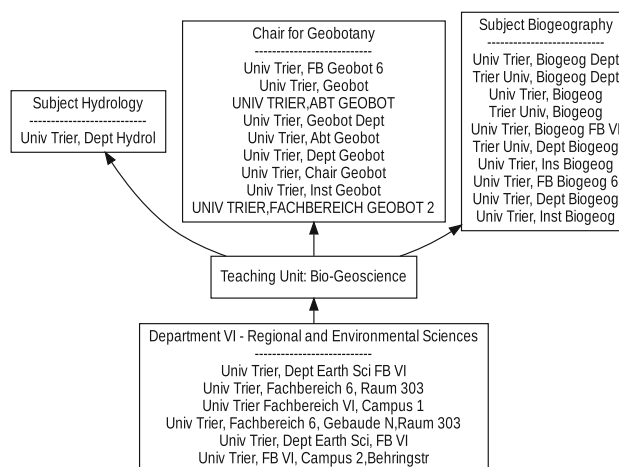 Subject Hydrology
----------------------------
Univ Trier, Dept Hydrol
Chair for Geobotany
----------------------------
Univ Trier, FB Geobot 6
Univ Trier, Geobot
UNIV TRIER,ABT GEOBOT
Univ Trier, Geobot Dept
Univ Trier, Abt Geobot
Univ Trier, Dept Geobot
Univ Trier, Chair Geobot
Univ Trier, Inst Geobot
UNIV TRIER,FACHBEREICH GEOBOT 2
Subject Biogeography
----------------------------
Univ Trier, Biogeog Dept
Trier Univ, Biogeog Dept
Univ Trier, Biogeog
Trier Univ, Biogeog
Univ Trier, Biogeog FB VI
Trier Univ, Dept Biogeog
Univ Trier, Ins Biogeog
Univ Trier, FB Biogeog 6
Univ Trier, Dept Biogeog
Univ Trier, Inst Biogeog
Teaching Unit: Bio-Geoscience
Department VI - Regional and Environmental Sciences
----------------------------
Univ Trier, Dept Earth Sci FB VI
Univ Trier, Fachbereich 6, Raum 303
Univ Trier Fachbereich VI, Campus 1
Univ Trier, Fachbereich 6, Gebaude N,Raum 303
Univ Trier, Dept Earth Sci, FB VI
Univ Trier, FB VI, Campus 2,Behringstr